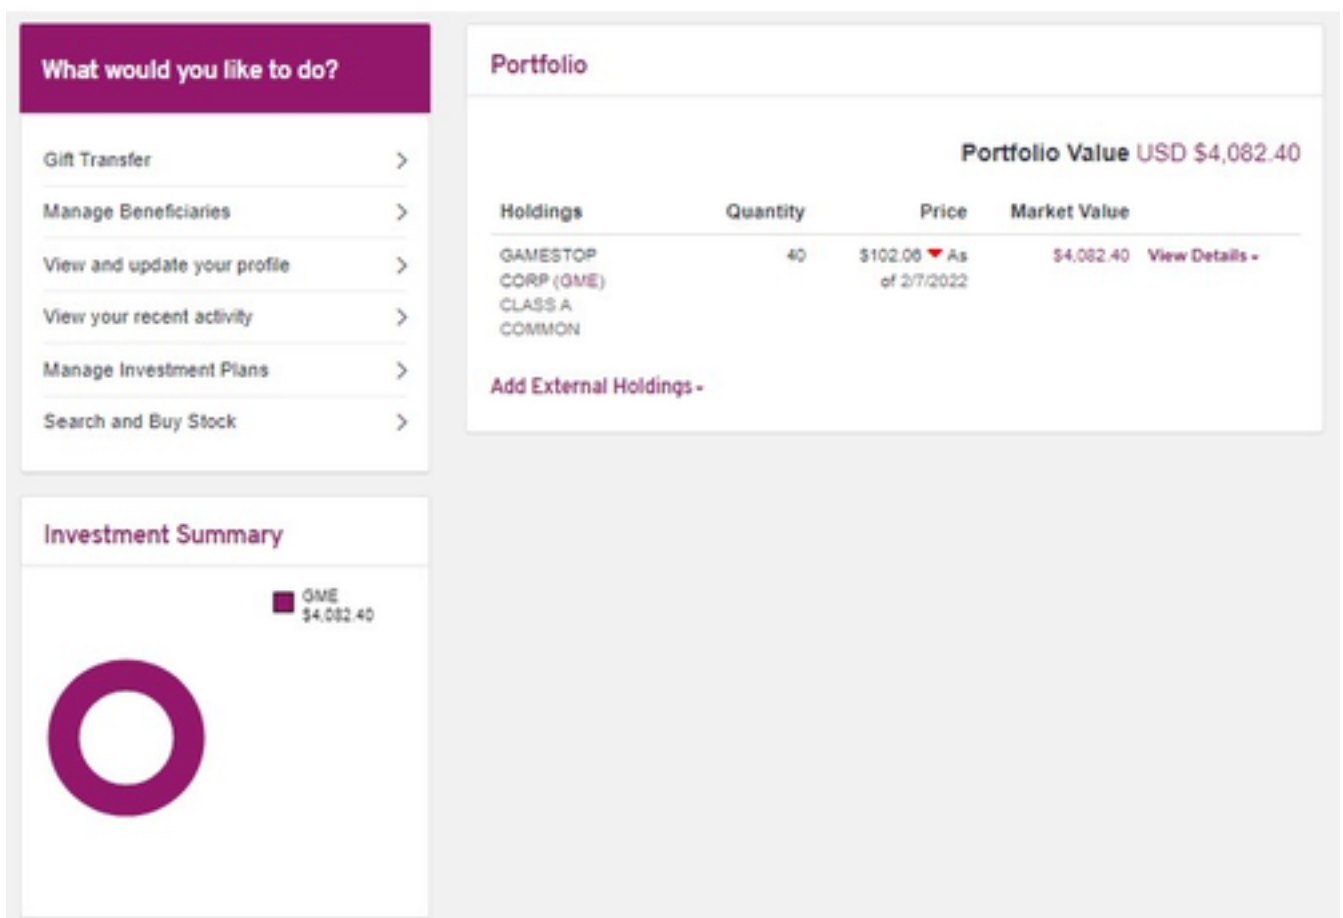 What would you like to do?
Gift Transfer
Manage Beneficiaries
View and update your profile
View your recent activity
Manage Investment Plans
Search and Buy Stock
Investment Summary
GME
$4,082.40
Portfolio
Portfolio Value USD $4,082.40
Holdings Quantity Price Market Value
GAMESTOP 40 $102.06 As $4,082.40 View Details
CORP (GME) of 2/7/2022
CLASS A
COMMON
Add External Holdings